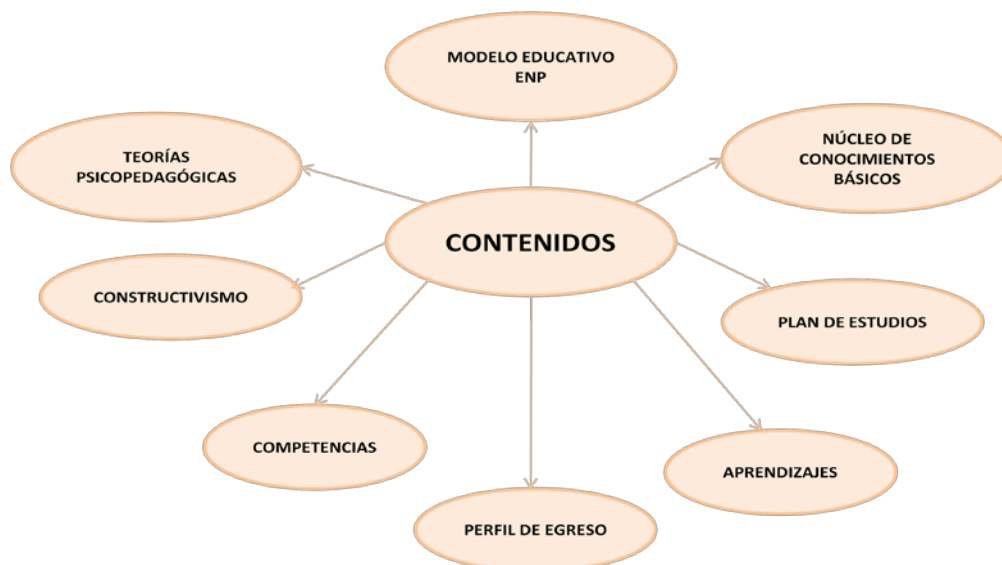 MODELO EDUCATIVO
ENP
TEORÍAS
PSICOPEDAGÓGICAS
NÚCLEO DE
CONOCIMIENTOS
BÁSICOS
CONTENIDOS
CONSTRUCTIVISMO
PLAN DE ESTUDIOS
COMPETENCIAS
APRENDIZAJES
PERFIL DE EGRESO